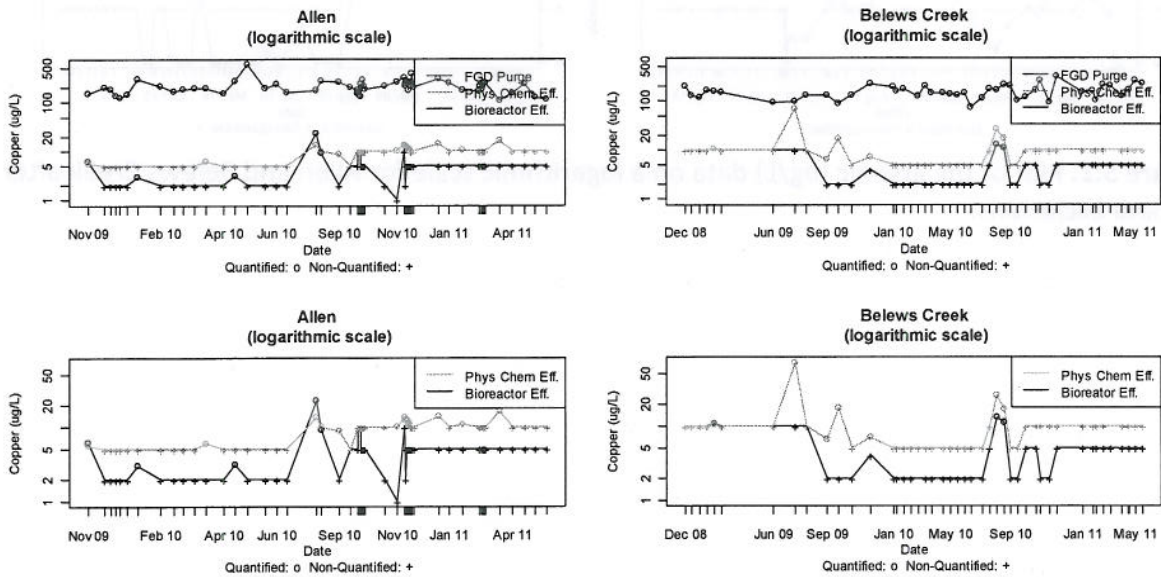 Allen
(logarithmic scale)
Copper (ug/L)
500
100
20
5
1
FGD Purge
Phys Chem Eff.
Bioreactor Eff.
Nov 09 Feb 10 Apr 10 Jun 10 Sep 10 Nov 10 Jan 11 Apr 11
Date
Quantified: o Non-Quantified: +
Belews Creek
(logarithmic scale)
Copper (ug/L)
500
100
20
5
1
FGD Purge
Phys Chem Eff.
Bioreactor Eff.
Dec 08 Jun 09 Sep 09 Jan 10 May 10 Sep 10 Jan 11 May 11
Date
Quantified: o Non-Quantified: +
Allen
(logarithmic scale)
Copper (ug/L)
50
20
5
2
1
Phys Chem Eff.
Bioreactor Eff.
Nov 09 Feb 10 Apr 10 Jun 10 Sep 10 Nov 10 Jan 11 Apr 11
Date
Quantified: o Non-Quantified: +
Belews Creek
(logarithmic scale)
Copper (ug/L)
50
20
5
2
1
Phys Chem Eff.
Bioreactor Eff.
Dec 08 Jun 09 Sep 09 Jan 10 May 10 Sep 10 Jan 11 May 11
Date
Quantified: o Non-Quantified: +